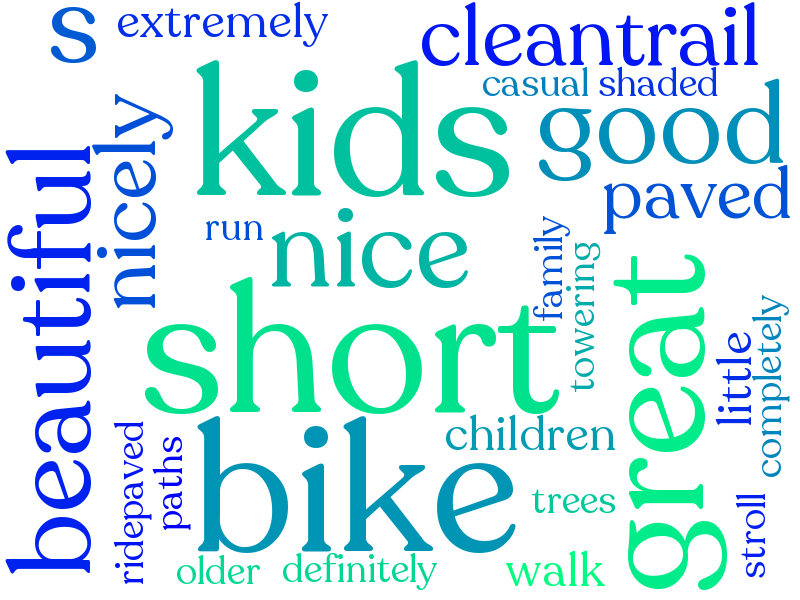 s
extremely
cleantrail
casual
shaded
kids
good
nicely
beautiful
paved
run
nice
family
towering
short
great
little
completely
bike
children
ridepaved
paths
trees
stroll
older
definitely
walk